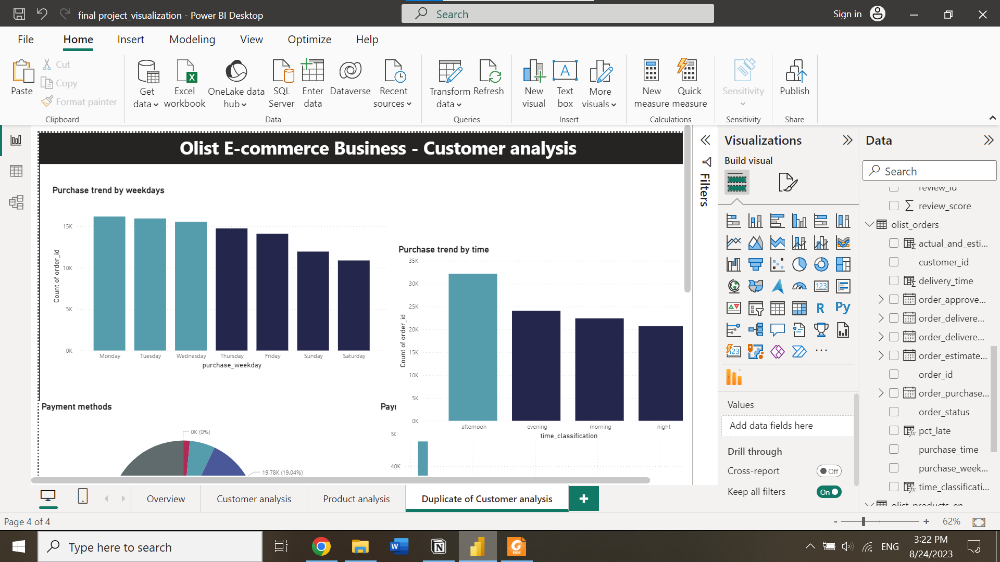 final project_visualization - Power BI Desktop
Search
Sign in
File
Home
Insert
Modeling
View
Optimize
Help
Paste
Cut
Copy
Format painter
Clipboard
Get data
Excel workbook
OneLake data hub
SQL Server
Enter data
Dataverse
Recent sources
Data
Transform data
Refresh
Queries
New visual
A
Text box
More visuals
Insert
New measure
Quick measure
Calculations
Sensitivity
Sensitivity
Publish
Share
Olist E-commerce Business - Customer analysis
Purchase trend by weekdays
Count of order_id
15K
10K
5K
0K
Monday
Tuesday
Wednesday
Thursday
Friday
Sunday
Saturday
purchase_weekday
Purchase trend by time
Count of order_id
35K
30K
25K
20K
15K
10K
5K
0K
afternoon
evening
morning
night
time_classification
Payment methods
0K (0%)
19.78K (19.04%)
40K
Filters
Visualizations
Build visual
123
R
Py
123
Values
Add data fields here
Drill through
Cross-report
Off
Keep all filters
On
Data
Search
review_id
review_score
olist_orders
actual_and_esti...
customer_id
delivery_time
order_approve...
order_delivere...
order_delivere...
order_estimate...
order_id
order_purchase...
order_status
pct_late
purchase_time
purchase_week...
time_classificati...
olist_products_en
Overview
Customer analysis
Product analysis
Duplicate of Customer analysis
+
Page 4 of 4
-
+
62%
Type here to search
ENG
3:22 PM
8/24/2023